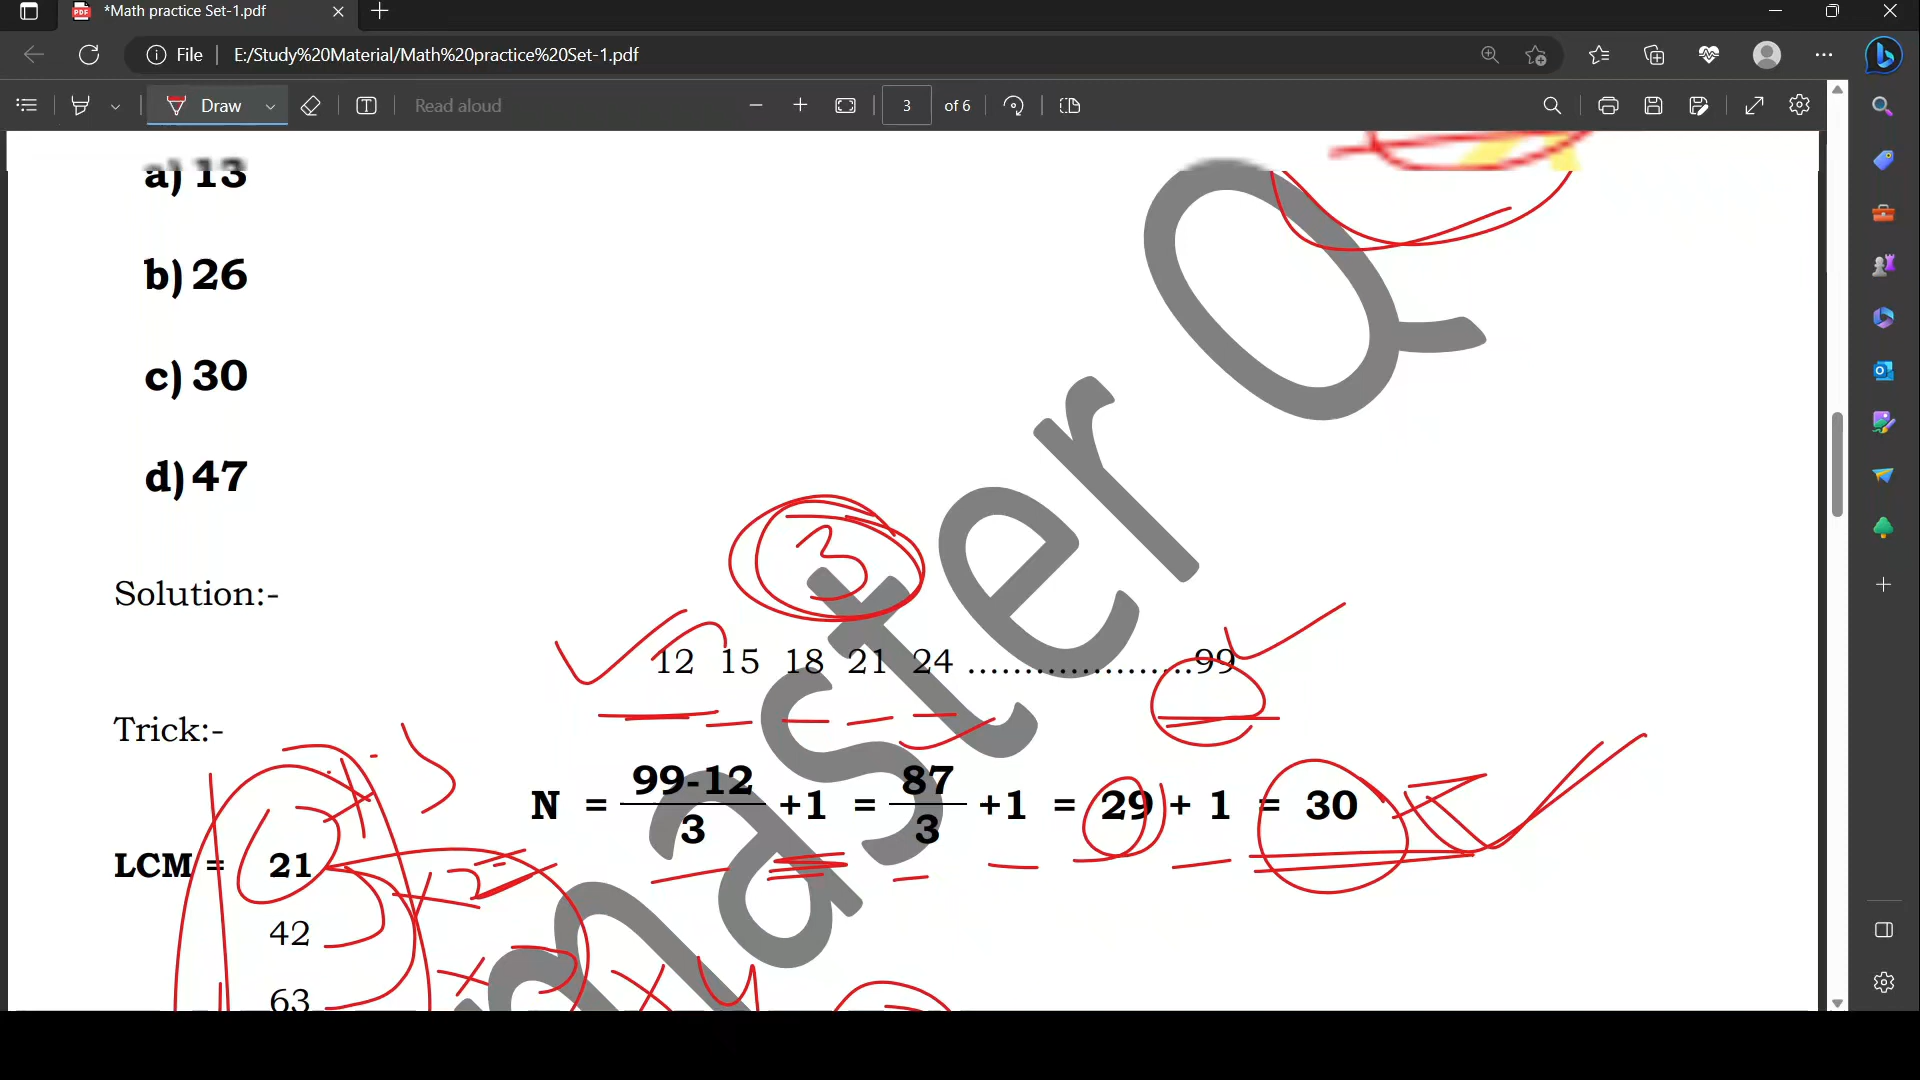 *Math practice Set-1.pdf
File E:/Study%20Material/Math%20practice%20Set-1.pdf
Draw Read aloud 3 of 6
a) 13
b) 26
c) 30
d) 47
3
Solution:-
12 15 18 21 24 .....................99
Trick:-
N = 99-12/3 +1 = 87/3 +1 = 29 + 1 = 30
LCM = 21
42
63
master Q